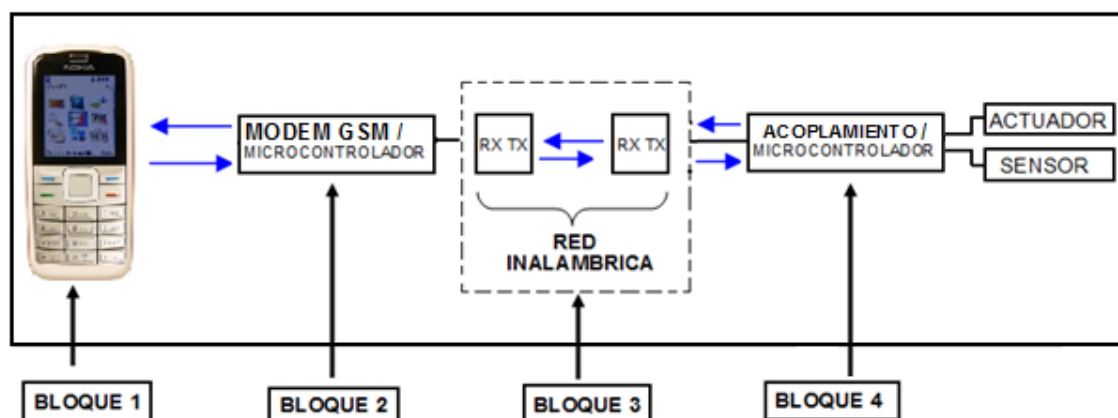 NOKIA
MODEM GSM /
MICROCONTROLADOR
RX TX
RX TX
RED
INALAMBRICA
ACOPLAMIENTO /
MICROCONTROLADOR
ACTUADOR
SENSOR
BLOQUE 1
BLOQUE 2
BLOQUE 3
BLOQUE 4